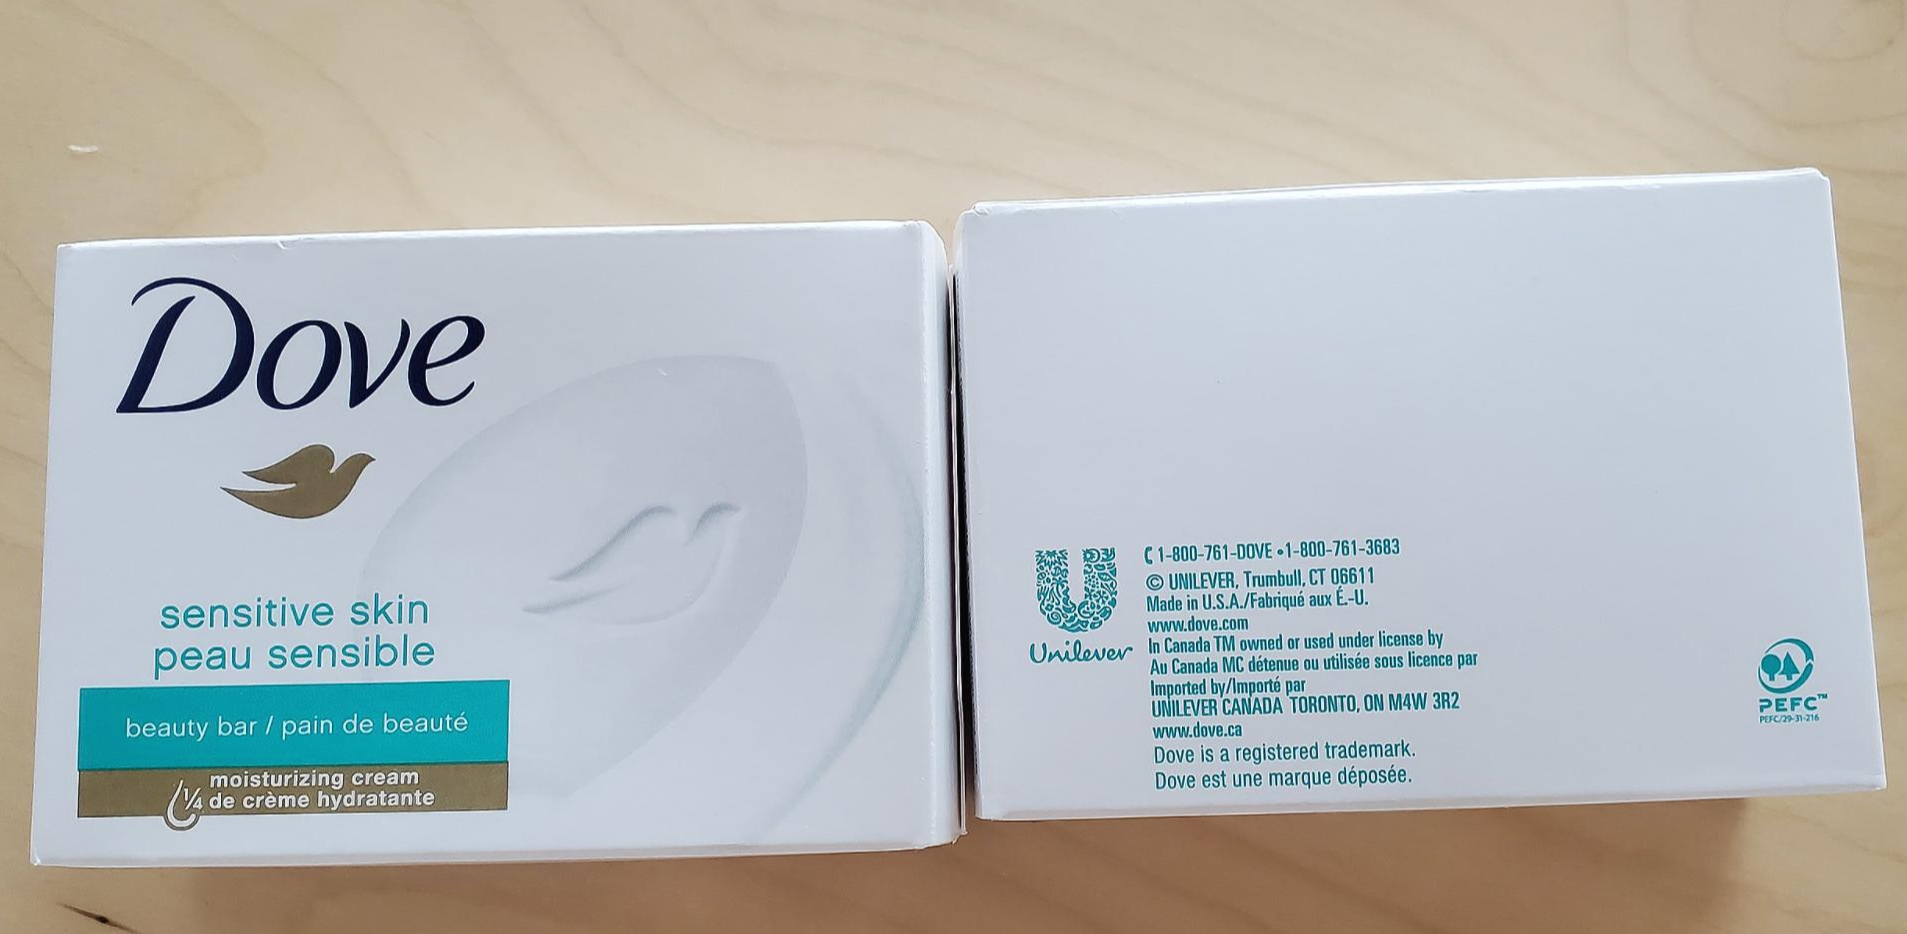 Dove
sensitive skin
peau sensible
beauty bar / pain de beauté
1/4 moisturizing cream
de crème hydratante
Unilever
1-800-761-DOVE •1-800-761-3683
© UNILEVER, Trumbull, CT 06611
Made in U.S.A./Fabriqué aux É.-U.
www.dove.com
In Canada TM owned or used under license by
Au Canada MC détenue ou utilisée sous licence par
Imported by/Importé par
UNILEVER CANADA TORONTO, ON M4W 3R2
www.dove.ca
Dove is a registered trademark.
Dove est une marque déposée.
PEFC™
PEFC/29-31-216